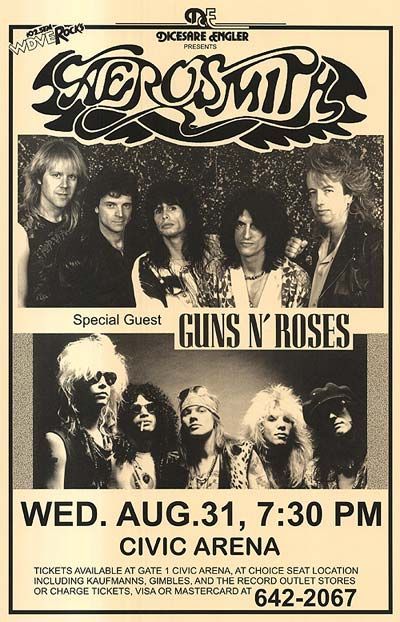 102.5FM
WDVE ROCKS
DE
DICESARE ENGLER
PRESENTS
AEROSMITH
Special Guest GUNS N' ROSES
WED. AUG.31, 7:30 PM
CIVIC ARENA
TICKETS AVAILABLE AT GATE 1 CIVIC ARENA, AT CHOICE SEAT LOCATION
INCLUDING KAUFMANNS, GIMBLES, AND THE RECORD OUTLET STORES
OR CHARGE TICKETS, VISA OR MASTERCARD AT 642-2067